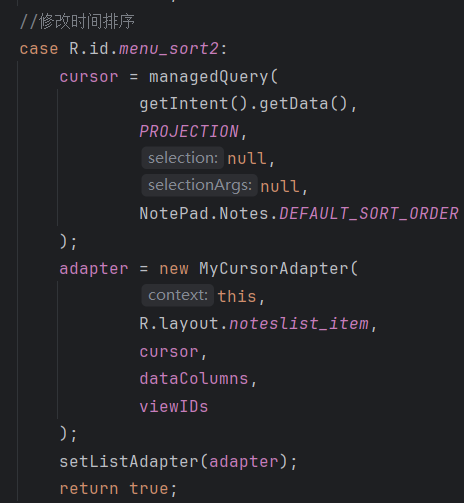 //修改时间排序
case R.id.menu_sort2:
cursor = managedQuery(
getIntent().getData(),
PROJECTION,
selection: null,
selectionArgs: null,
NotePad.Notes.DEFAULT_SORT_ORDER
);
adapter = new MyCursorAdapter(
context: this,
R.layout.noteslist_item,
cursor,
dataColumns,
viewIDs
);
setListAdapter(adapter);
return true;